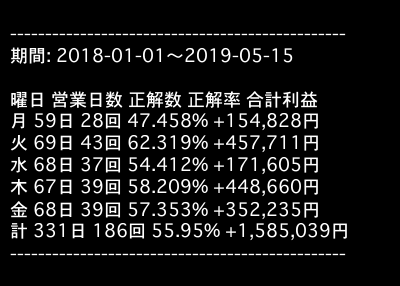 ------------------------------------------------
期間: 2018-01-01〜2019-05-15
曜日 営業日数 正解数 正解率 合計利益
月 59日 28回 47.458% +154,828円
火 69日 43回 62.319% +457,711円
水 68日 37回 54.412% +171,605円
木 67日 39回 58.209% +448,660円
金 68日 39回 57.353% +352,235円
計 331日 186回 55.95% +1,585,039円
------------------------------------------------